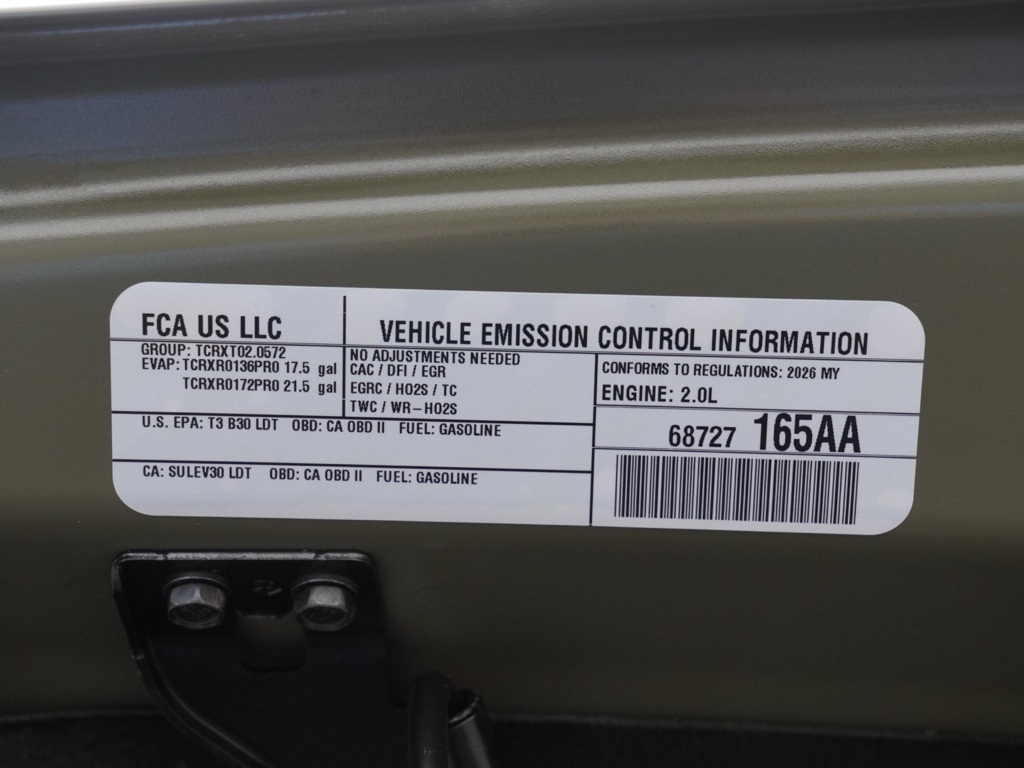 FCA US LLC
VEHICLE EMISSION CONTROL INFORMATION
GROUP: TCRXT02.0572
EVAP: TCRXR0136PR0 17.5 gal
TCRXR0172PR0 21.5 gal
NO ADJUSTMENTS NEEDED
CAC / DFI / EGR
EGRC / HO2S / TC
TWC / WR-HO2S
CONFORMS TO REGULATIONS: 2026 MY
ENGINE: 2.0L
U.S. EPA: T3 B30 LDT OBD: CA OBD II FUEL: GASOLINE
68727 165AA
CA: SULEV30 LDT OBD: CA OBD II FUEL: GASOLINE